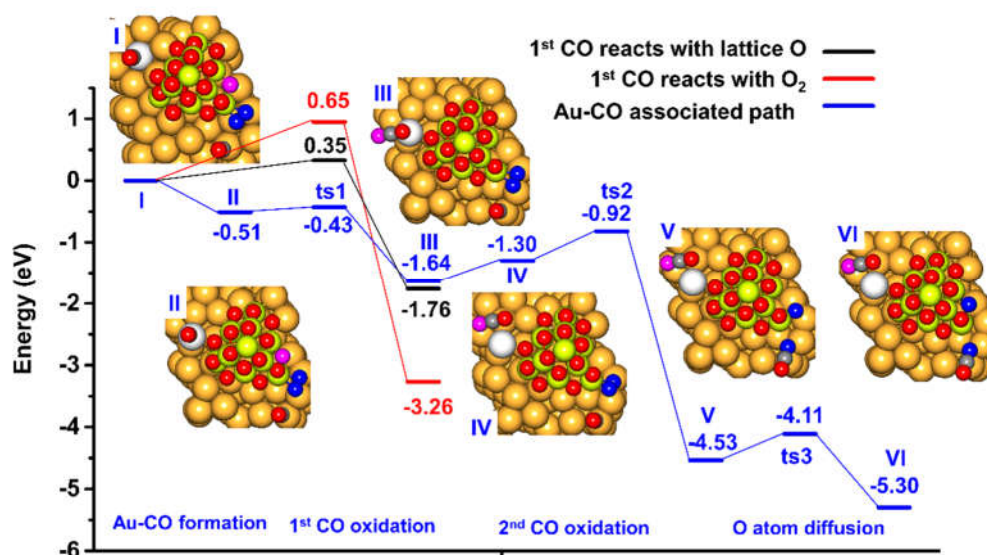 1st CO reacts with lattice O
1st CO reacts with O2
Au-CO associated path
Energy (eV)
1
0
-1
-2
-3
-4
-5
-6
I
I
II
-0.51
II
0.65
0.35
ts1
-0.43
III
III
-1.64
-1.76
-3.26
-1.30
IV
IV
ts2
-0.92
V
V
-4.53
-4.11
ts3
VI
VI
-5.30
Au-CO formation
1st CO oxidation
2nd CO oxidation
O atom diffusion